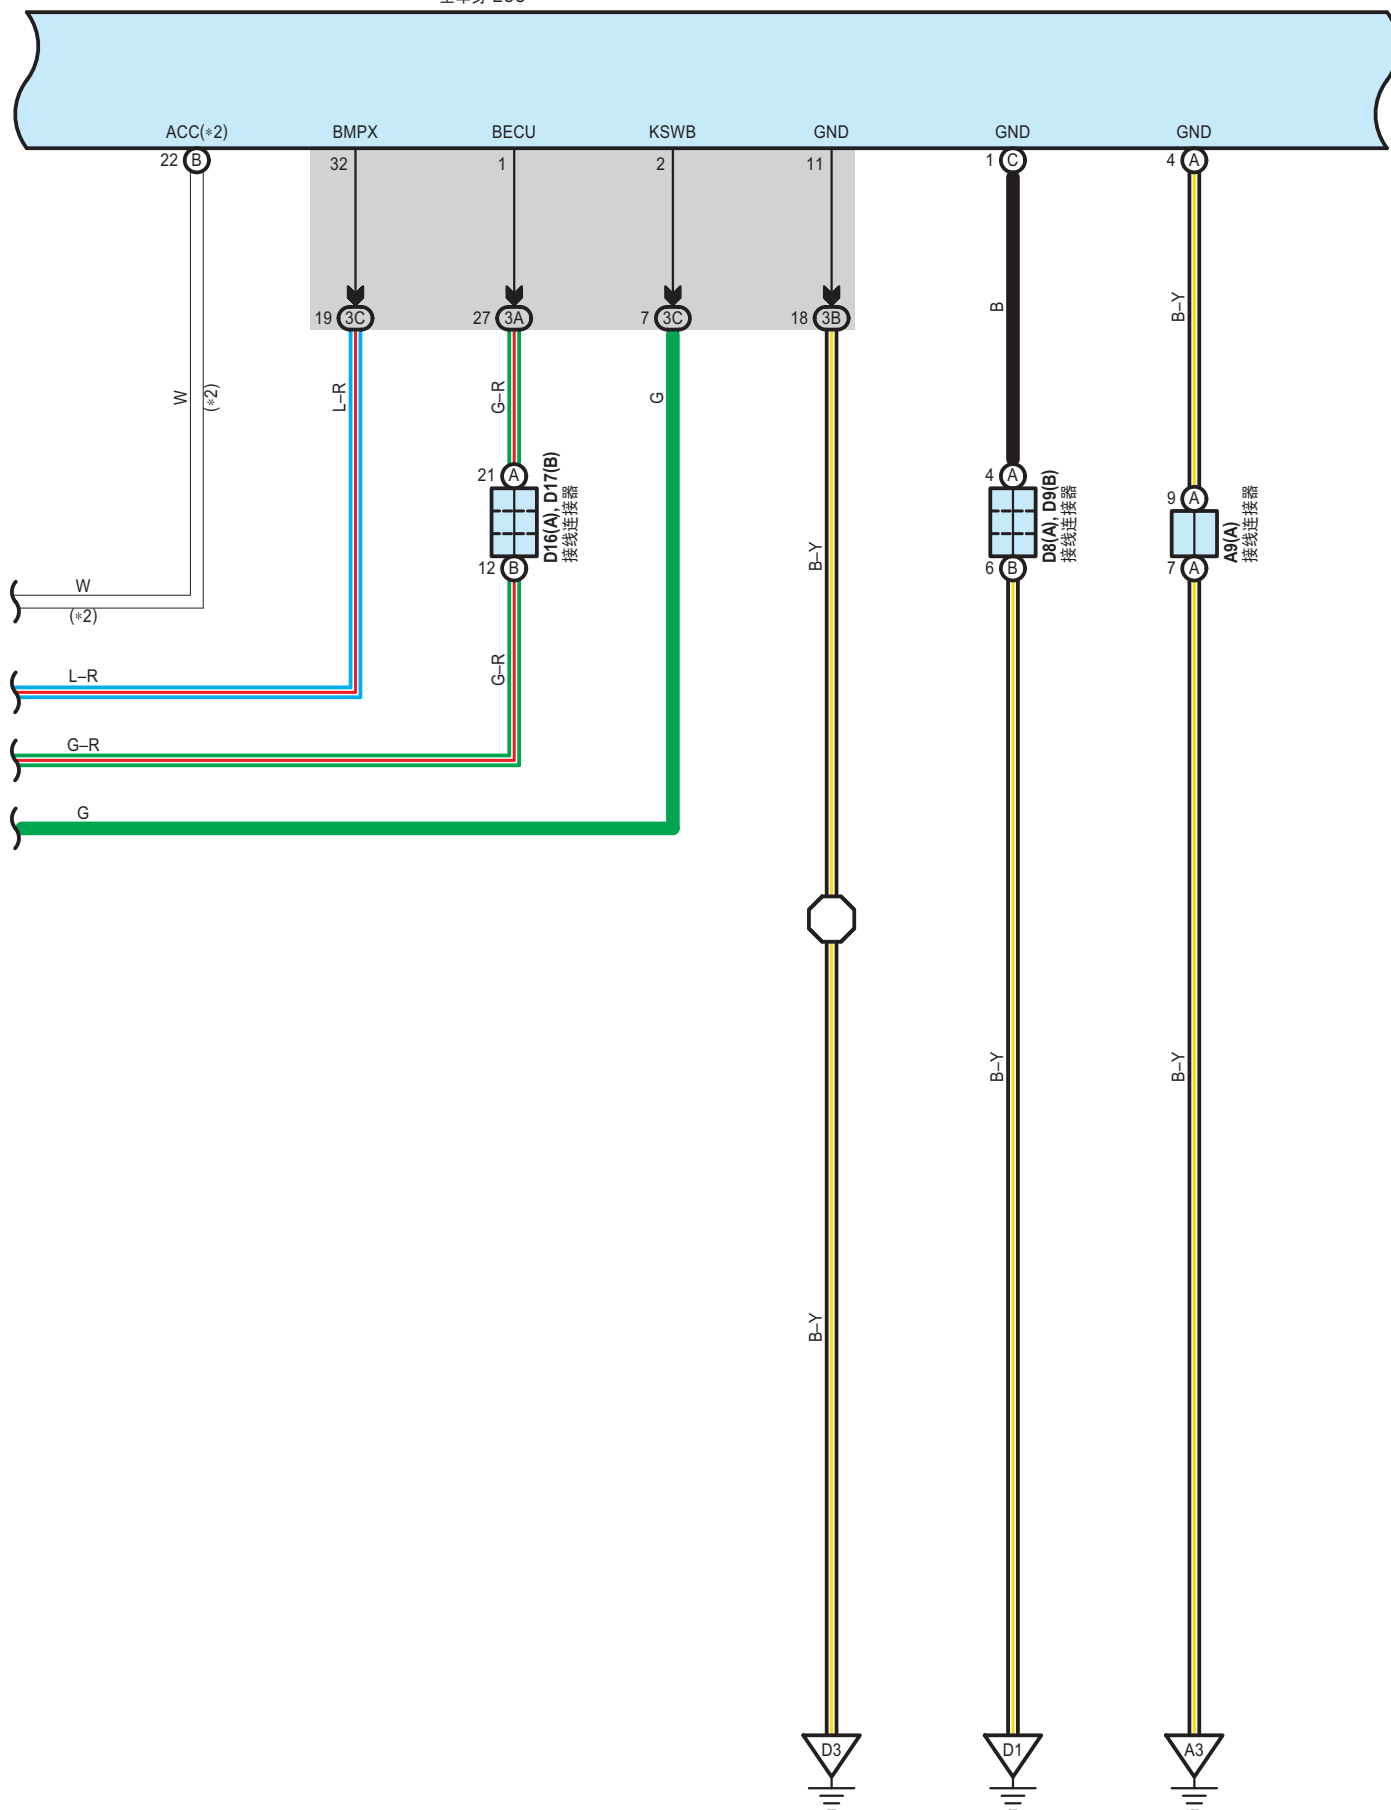 ACC(*2) BMPX BECU KSWB GND GND GND
22 B 32 1 2 11 1 C 4 A
19 3C 27 3A 7 3C 18 3B
B
B–Y
W
(*2)
L–R
G–R
G
21 A
D16(A), D17(B)
接线连接器
12 B
4 A
D8(A), D9(B)
接线连接器
6 B
9 A
A9(A)
接线连接器
7 A
B–Y
W
(*2)
L–R
G–R
G–R
G
B–Y
B–Y
B–Y
D3 D1 A3